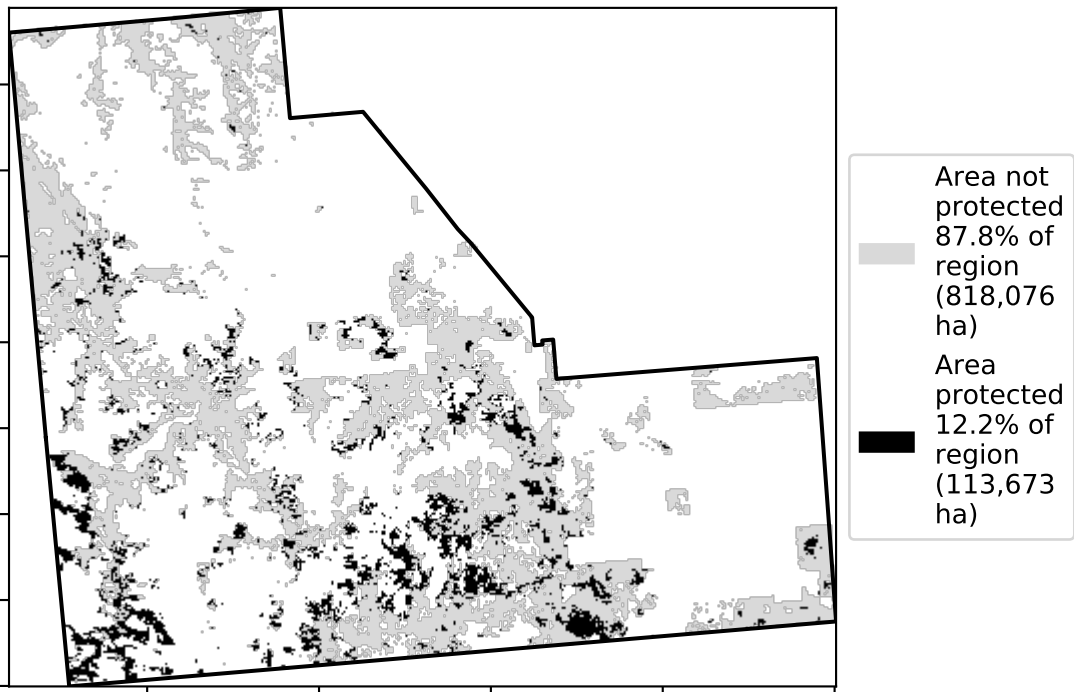 Area not
protected
87.8% of
region
(818,076
ha)
Area
protected
12.2% of
region
(113,673
ha)